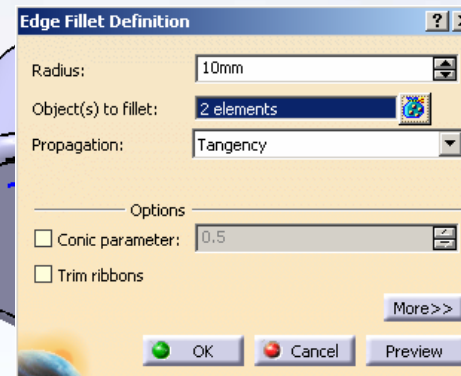 Edge Fillet Definition
Radius: 10mm
Object(s) to fillet: 2 elements
Propagation: Tangency
Options
Conic parameter: 0.5
Trim ribbons
More>>
OK Cancel Preview